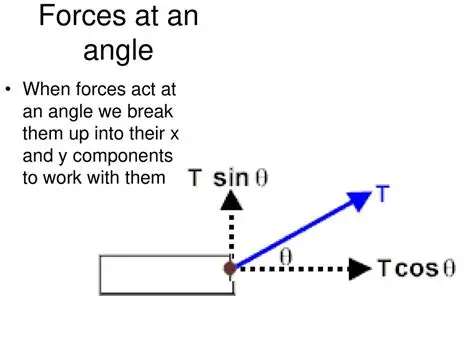 Forces at an
angle
• When forces act at
an angle we break
them up into their x
and y components
to work with them
T sin θ
T
θ
T cos θ